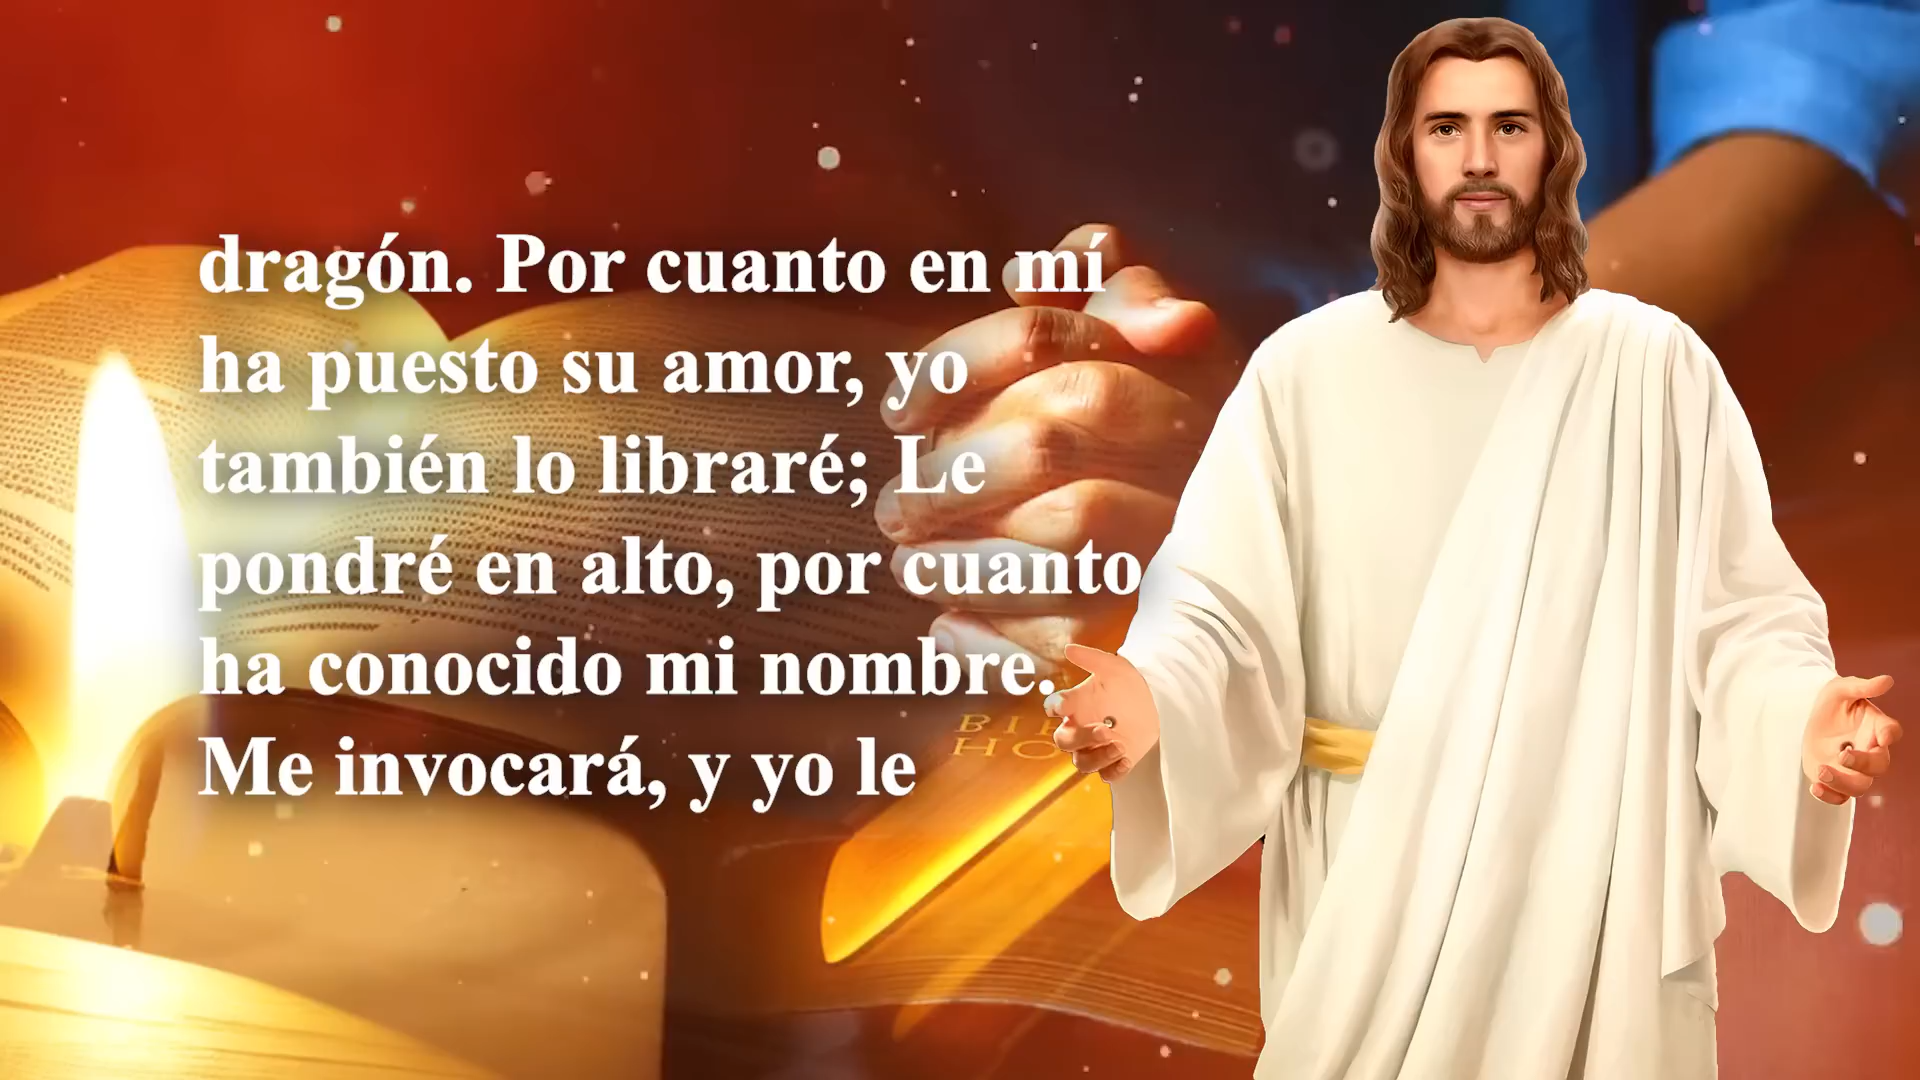 dragón. Por cuanto en mí
ha puesto su amor, yo
también lo libraré; Le
pondré en alto, por cuanto
ha conocido mi nombre.
Me invocará, y yo le